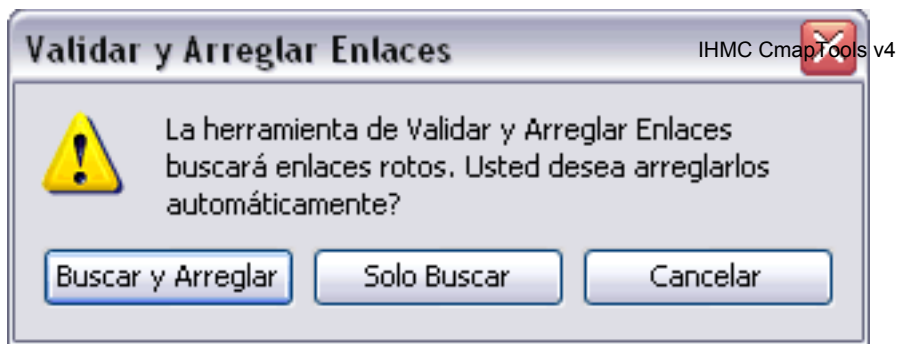 Validar y Arreglar Enlaces
IHMC CmapTools v4
La herramienta de Validar y Arreglar Enlaces
buscará enlaces rotos. Usted desea arreglarlos
automáticamente?
Buscar y Arreglar
Solo Buscar
Cancelar